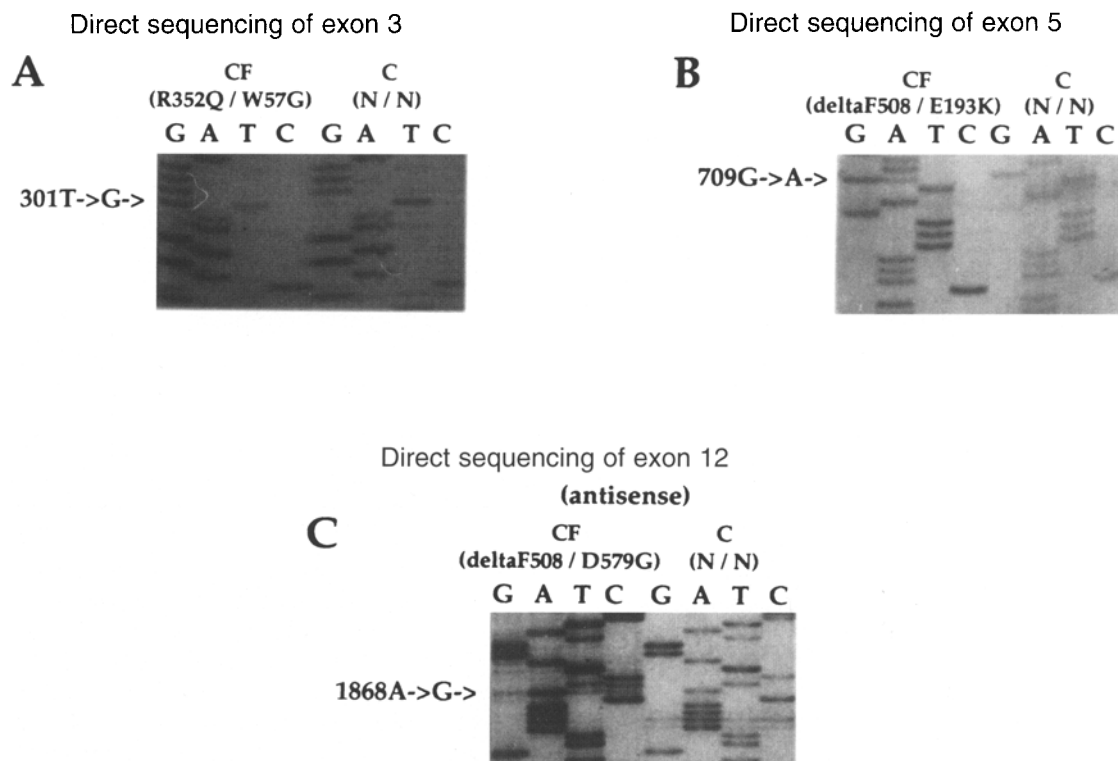 Direct sequencing of exon 3
A
CF C
(R352Q / W57G) (N / N)
G A T C G A T C
301T->G->
Direct sequencing of exon 5
B
CF C
(deltaF508 / E193K) (N / N)
G A T C G A T C
709G->A->
Direct sequencing of exon 12
(antisense)
C
CF C
(deltaF508 / D579G) (N / N)
G A T C G A T C
1868A->G->